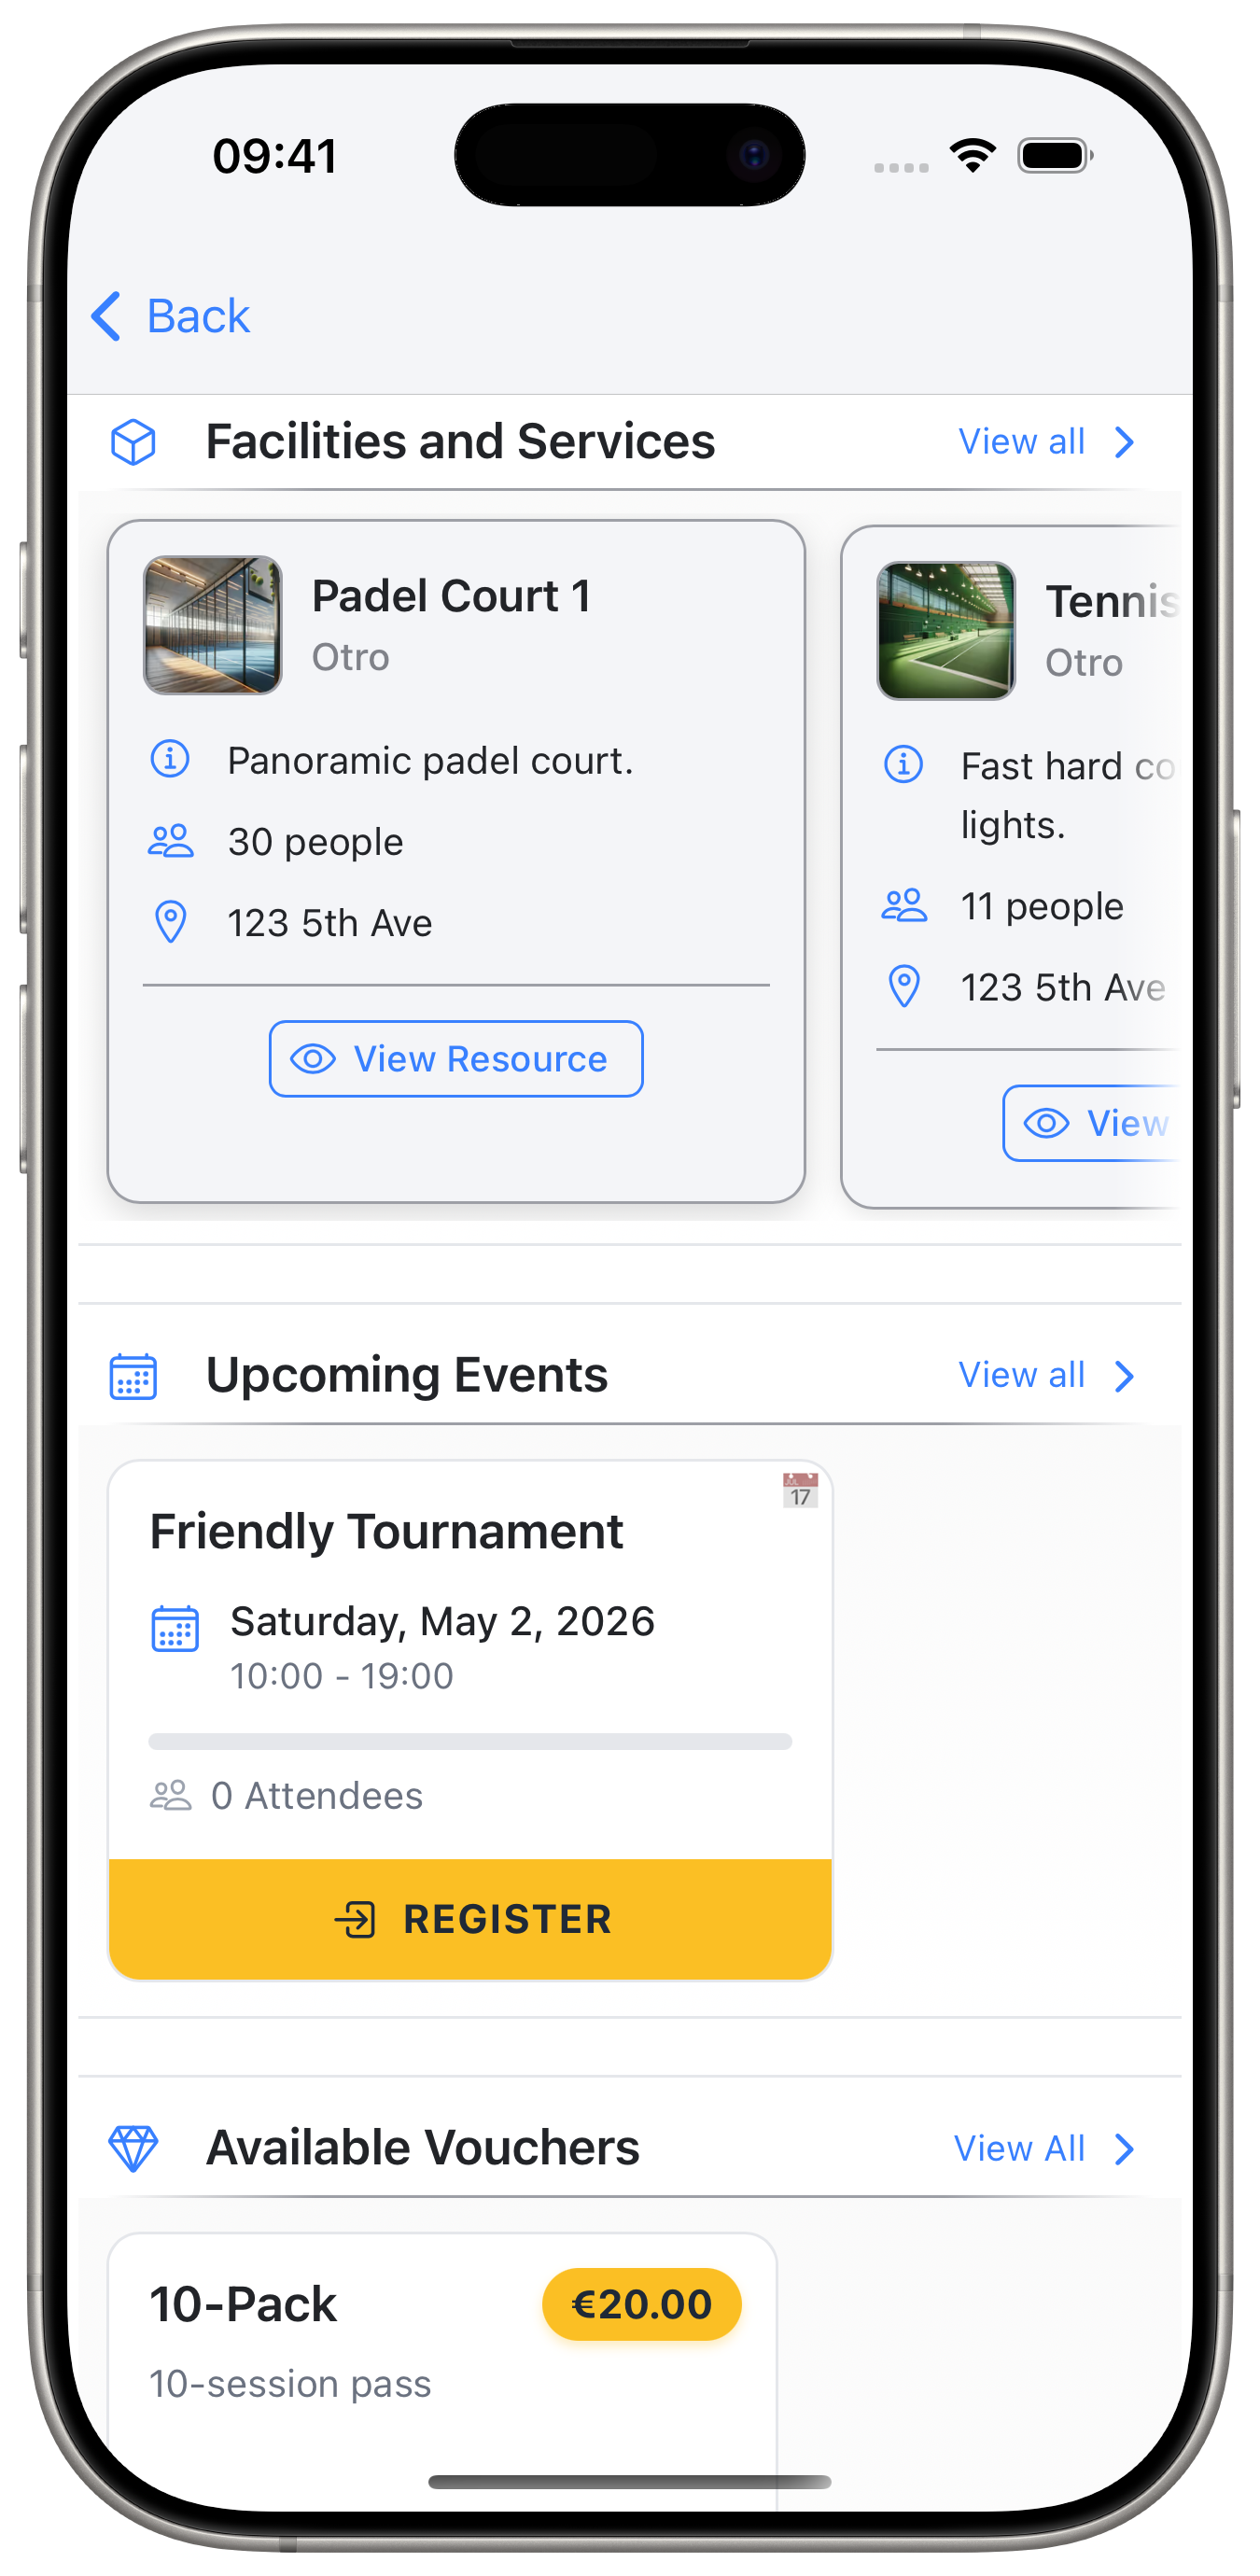 09:41
Back
Facilities and Services
View all
Padel Court 1
Otro
Panoramic padel court.
30 people
123 5th Ave
View Resource
Tennis
Otro
Fast hard
lights.
11 people
123 5th Ave
View
Upcoming Events
View all
JUL
17
Friendly Tournament
Saturday, May 2, 2026
10:00 - 19:00
0 Attendees
REGISTER
Available Vouchers
View All
10-Pack
€20.00
10-session pass